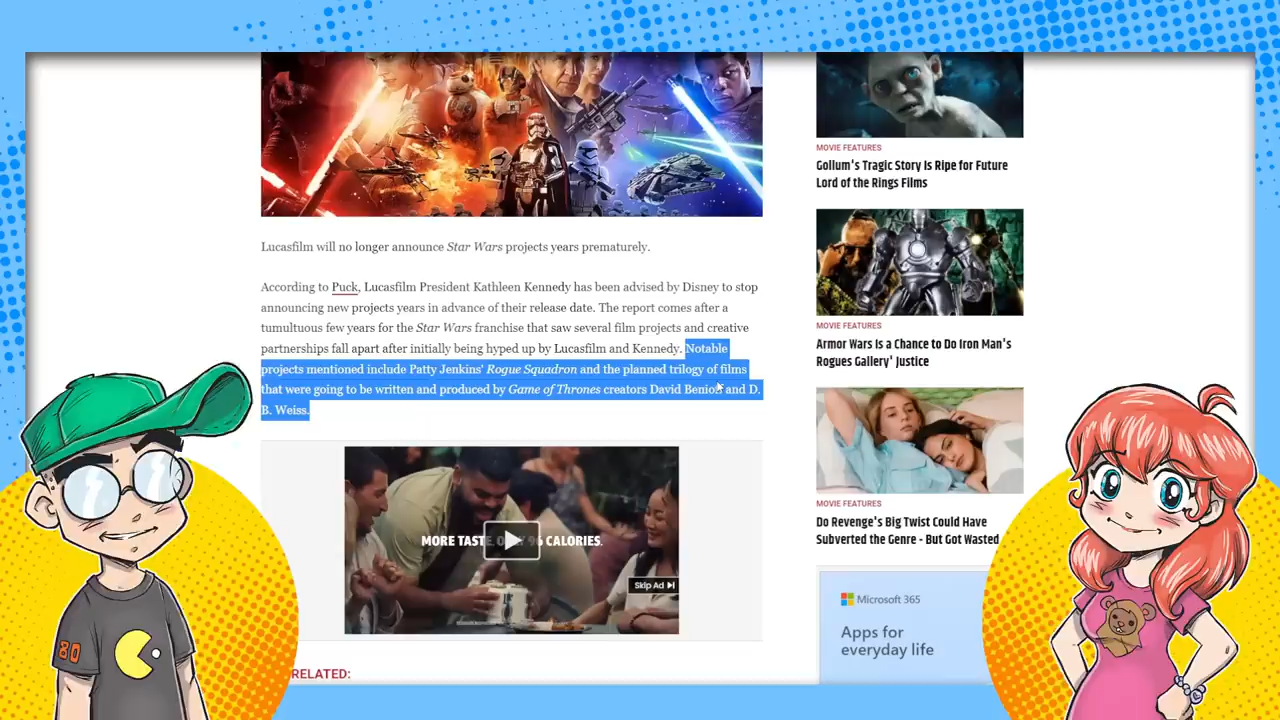 Lucasfilm will no longer announce Star Wars projects years prematurely.
According to Puck, Lucasfilm President Kathleen Kennedy has been advised by Disney to stop
announcing new projects years in advance of their release date. The report comes after a
tumultuous few years for the Star Wars franchise that saw several film projects and creative
partnerships fall apart after initially being hyped up by Lucasfilm and Kennedy. Notable
projects mentioned include Patty Jenkins' Rogue Squadron and the planned trilogy of films
that were going to be written and produced by Game of Thrones creators David Benioff and D.
B. Weiss.
MORE TASTE. ONLY 96 CALORIES.
Skip Ad
RELATED:
MOVIE FEATURES
Gollum's Tragic Story Is Ripe for Future
Lord of the Rings Films
MOVIE FEATURES
Armor Wars Is a Chance to Do Iron Man's
Rogues Gallery' Justice
MOVIE FEATURES
Do Revenge's Big Twist Could Have
Subverted the Genre - But Got Wasted
Microsoft 365
Apps for
everyday life
80